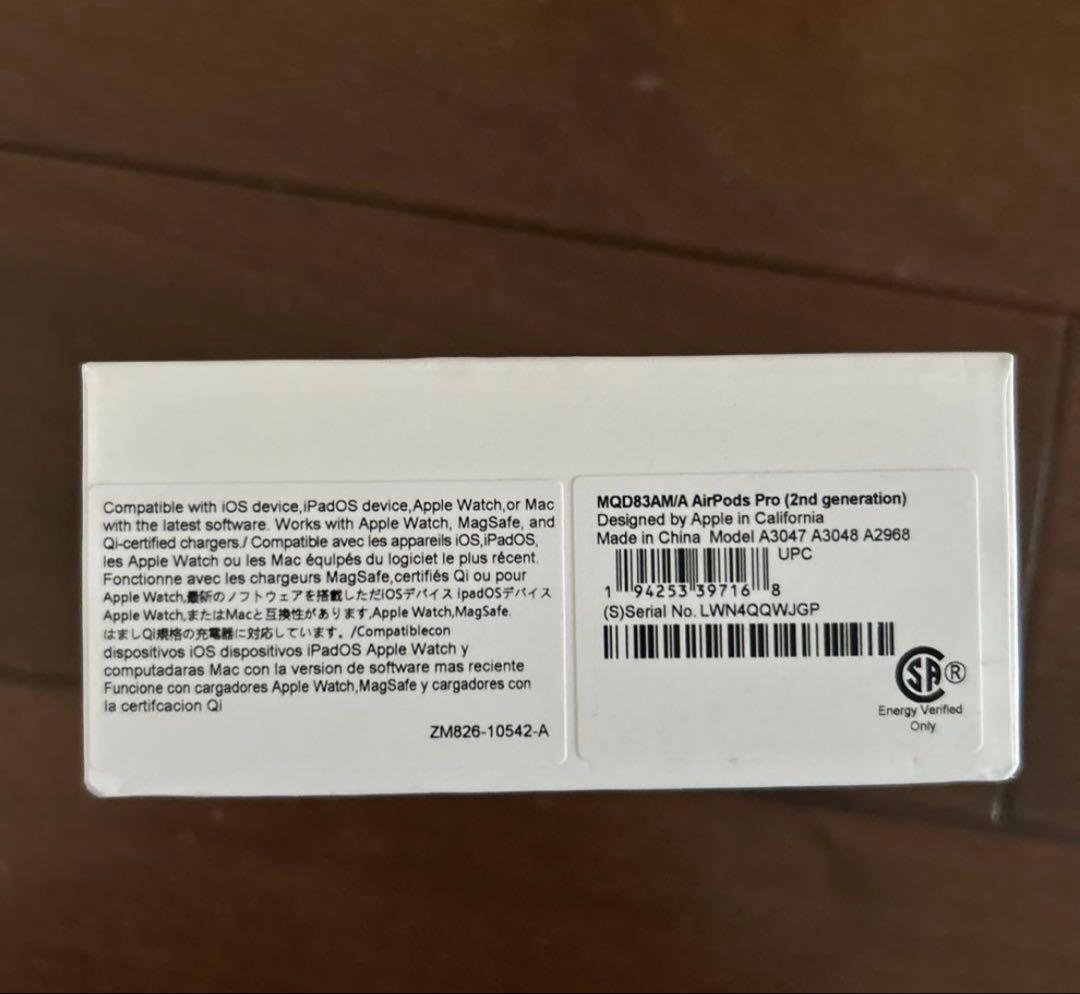 Compatible with iOS device,iPadOS device,Apple Watch,or Mac
with the latest software. Works with Apple Watch, MagSafe, and
Qi-certified chargers./ Compatible avec les appareils iOS,iPadOS,
les Apple Watch ou les Mac équipés du logiciel le plus récent.
Fonctionne avec les chargeurs MagSafe,certifiés Qi ou pour
Apple Watch,最新のノフトウェアを搭載しただiOSデバイス ipadOSデバイス
Apple Watch,またはMacと互換性があります,Apple Watch,MagSafe.
はましQi規格の充電器に対応しています。/Compatiblecon
dispositivos iOS dispositivos iPadOS Apple Watch y
computadaras Mac con la version de software mas reciente
Funcione con cargadores Apple Watch,MagSafe y cargadores con
la certifcacion Qi
ZM826-10542-A
MQD83AM/A AirPods Pro (2nd generation)
Designed by Apple in California
Made in China Model A3047 A3048 A2968
UPC
1 94253 39716 8
(S)Serial No. LWN4QQWJGP
SA ®
Energy Verified
Only